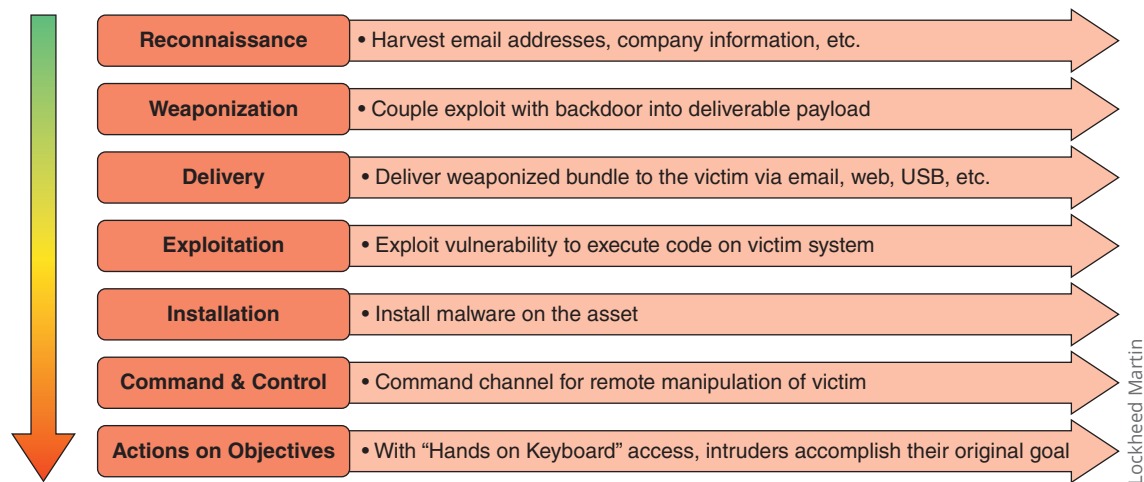 Reconnaissance • Harvest email addresses, company information, etc.
Weaponization • Couple exploit with backdoor into deliverable payload
Delivery • Deliver weaponized bundle to the victim via email, web, USB, etc.
Exploitation • Exploit vulnerability to execute code on victim system
Installation • Install malware on the asset
Command & Control • Command channel for remote manipulation of victim
Actions on Objectives • With “Hands on Keyboard” access, intruders accomplish their original goal
Lockheed Martin